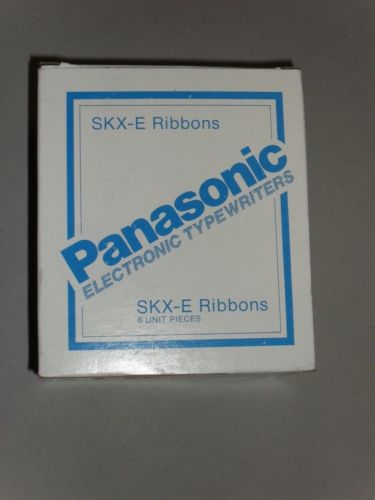 SKX-E Ribbons
Panasonic
ELECTRONIC TYPEWRITERS
SKX-E Ribbons
6 UNIT PIECES